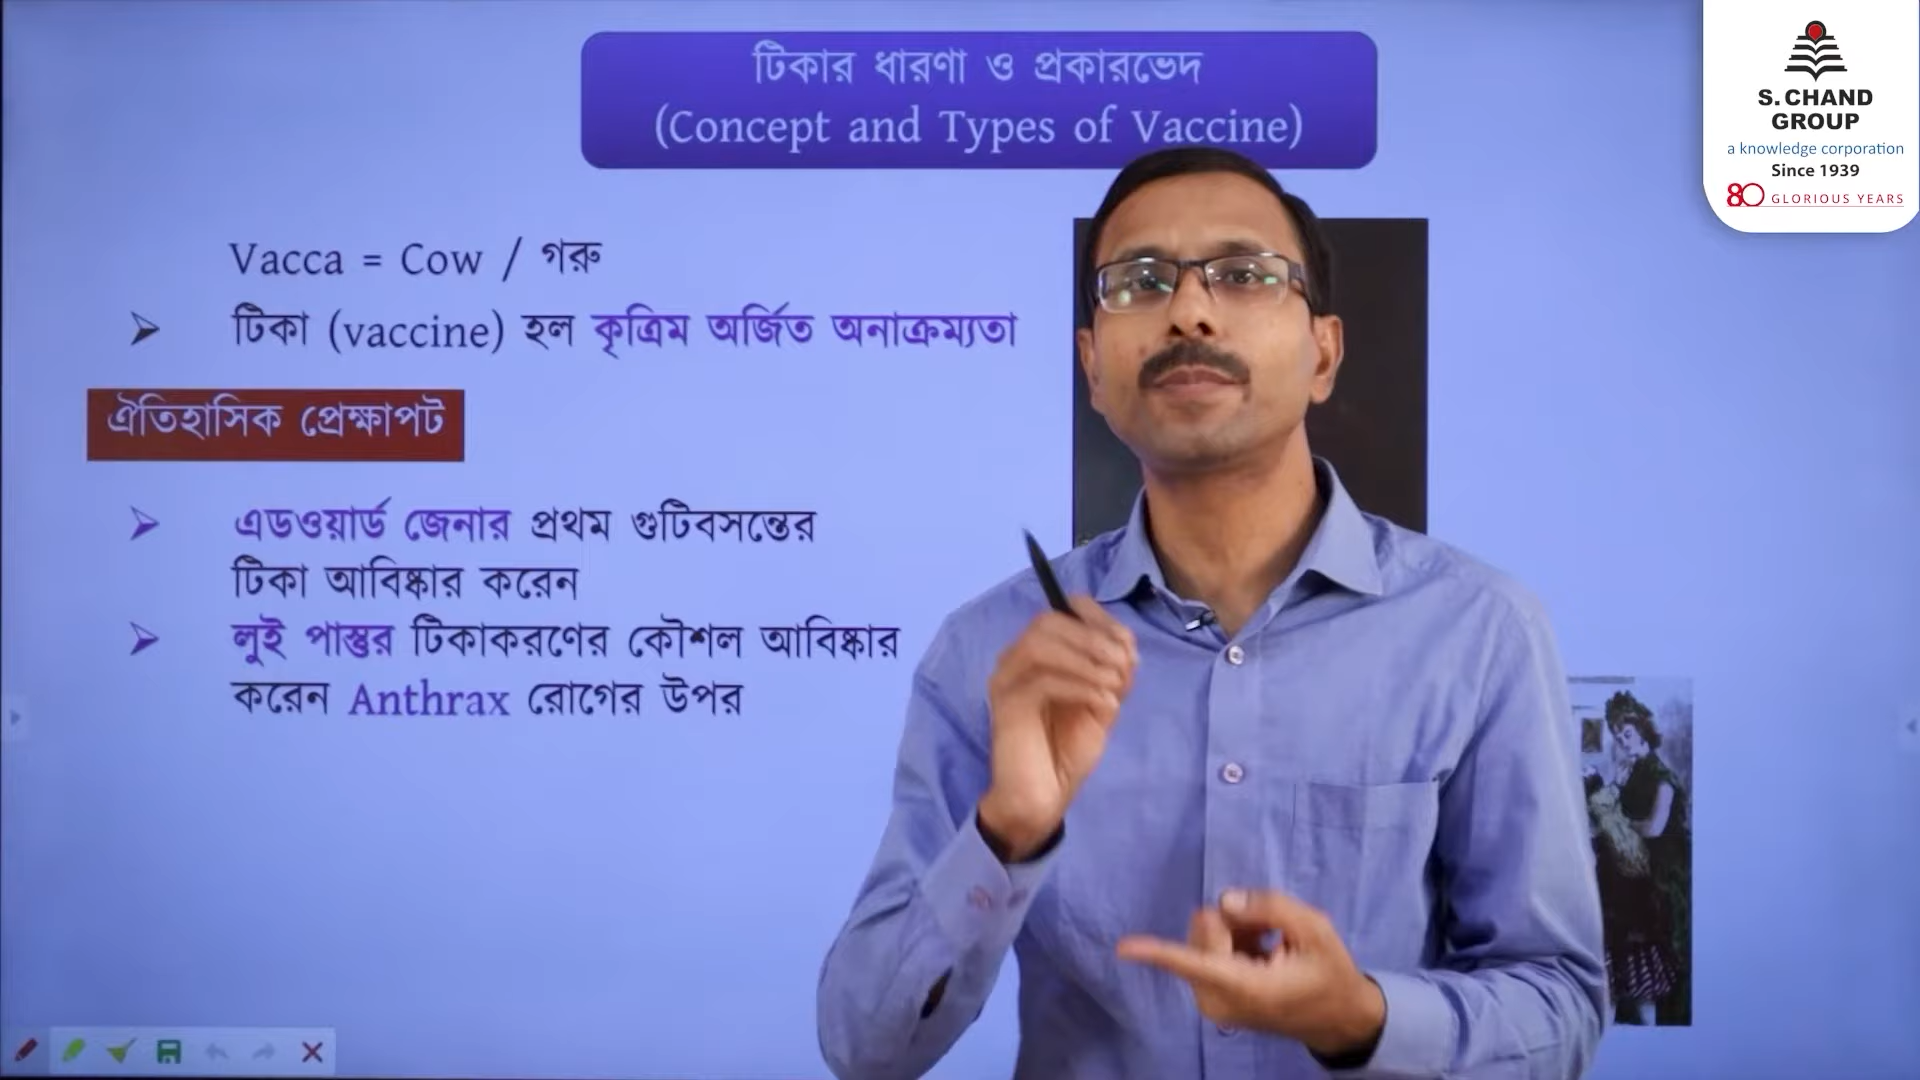 টিকার ধারণা ও প্রকারভেদ
(Concept and Types of Vaccine)
S. CHAND
GROUP
a knowledge corporation
Since 1939
80 GLORIOUS YEARS
Vacca = Cow / গরু
➢ টিকা (vaccine) হল কৃত্রিম অর্জিত অনাক্রম্যতা
ঐতিহাসিক প্রেক্ষাপট
➢ এডওয়ার্ড জেনার প্রথম গুটিবসন্তের
টিকা আবিষ্কার করেন
➢ লুই পাস্তুর টিকাকরণের কৌশল আবিষ্কার
করেন Anthrax রোগের উপর